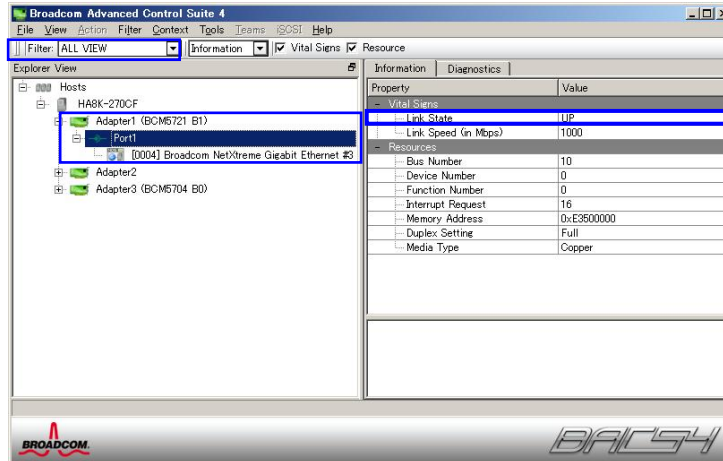 Broadcom Advanced Control Suite 4
File View Action Filter Context Tools Teams iSCSI Help
Filter: ALL VIEW Information Vital Signs Resource
Explorer View
Hosts
HA8K-270CF
Adapter1 (BCM5721 B1)
Port1
[0004] Broadcom NetXtreme Gigabit Ethernet #3
Adapter2
Adapter3 (BCM5704 B0)
Information Diagnostics
Property Value
Vital Signs
Link State UP
Link Speed (in Mbps) 1000
Resources
Bus Number 10
Device Number 0
Function Number 0
Interrupt Request 16
Memory Address 0xE3500000
Duplex Setting Full
Media Type Copper
BROADCOM.
BACS4